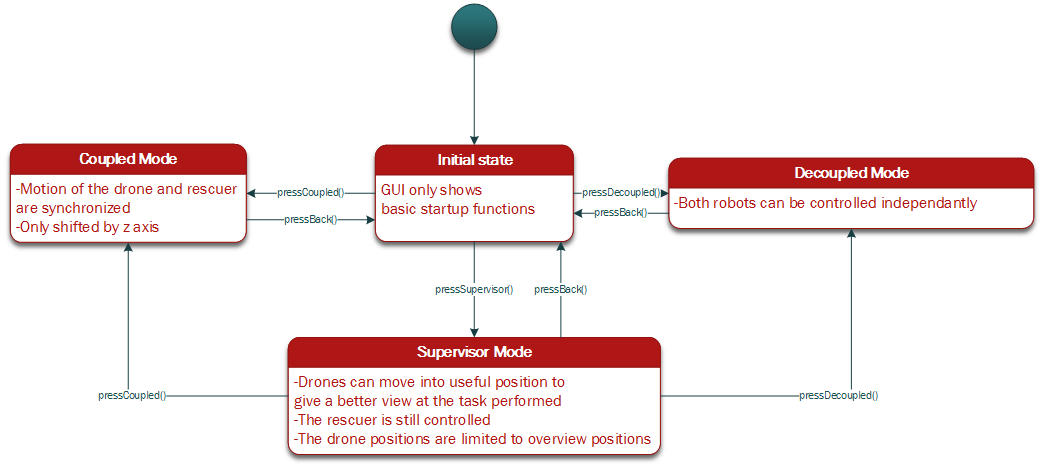 Coupled Mode
-Motion of the drone and rescuer
are synchronized
-Only shifted by z axis
pressCoupled()
pressBack()
Initial state
GUI only shows
basic startup functions
pressDecoupled()
pressBack()
Decoupled Mode
-Both robots can be controlled independantly
pressSupervisor()
pressBack()
Supervisor Mode
-Drones can move into useful position to
give a better view at the task performed
-The rescuer is still controlled
-The drone positions are limited to overview positions
pressCoupled()
pressDecoupled()